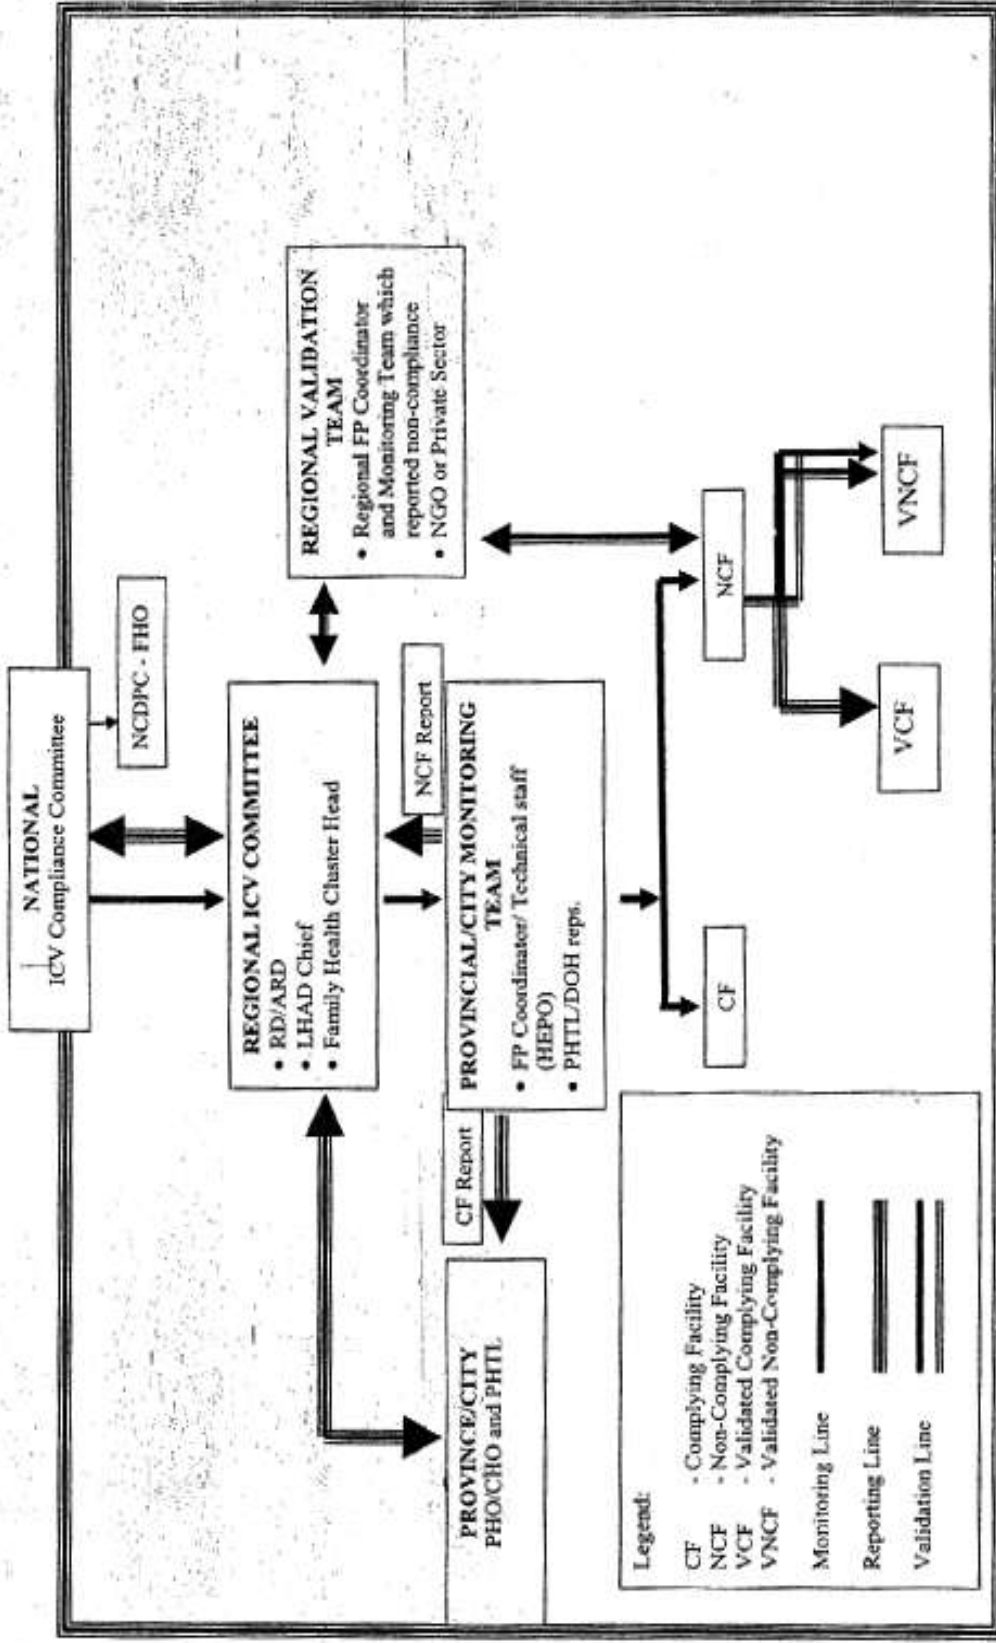 NATIONAL
ICV Compliance Committee
NCDPC - FHO
REGIONAL ICV COMMITTEE
• RD/ARD
• LHAD Chief
• Family Health Cluster Head
REGIONAL VALIDATION
TEAM
• Regional FP Coordinator
and Monitoring Team which
reported non-compliance
• NGO or Private Sector
NCF Report
CF Report
PROVINCE/CITY
PHO/CHO and PHTL
PROVINCIAL/CITY MONITORING
TEAM
• FP Coordinator/ Technical staff
(HEPO)
• PHTL/DOH reps.
CF
NCF
VCF
VNCF
Legend:
CF - Complying Facility
NCF - Non-Complying Facility
VCF - Validated Complying Facility
VNCF - Validated Non-Complying Facility
Monitoring Line
Reporting Line
Validation Line